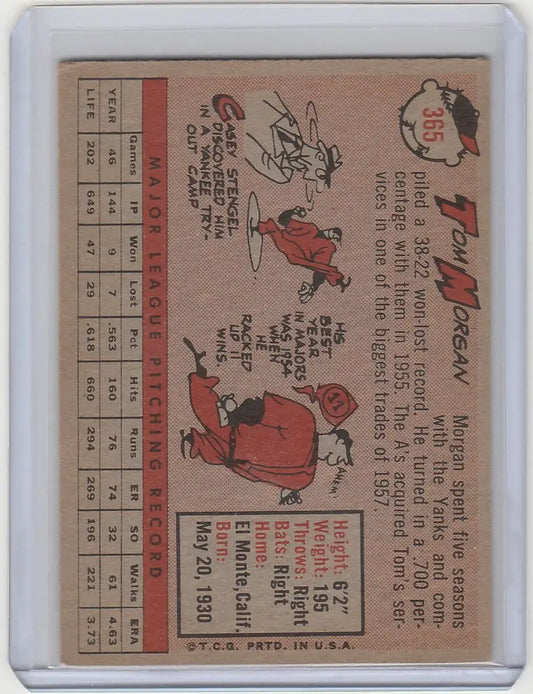 365
TOM MORGAN
Morgan spent five seasons
with the Yanks and com-
piled a 38-22 won-lost record. He turned in a .700 per-
centage with them in 1955. The A's acquired Tom's ser-
vices in one of the biggest trades of 1957.
CASEY STENGEL
DISCOVERED HIM
IN A YANKEE TRY-
OUT CAMP
HIS
BEST
YEAR
IN MAJORS
WAS 1954
WHEN
HE
RACKED
UP 11
WINS.
11
AHEM
Height: 6'2"
Weight: 195
Throws: Right
Bats: Right
Home:
El Monte, Calif.
Born:
May 20, 1930
©T.C.G. PRTD. IN U.S.A.
MAJOR LEAGUE PITCHING RECORD
YEAR Games IP Won Lost Pct Hits Runs ER SO Walks ERA
YEAR 46 144 9 7 .563 160 76 74 32 61 4.63
LIFE 202 649 47 29 .618 660 294 269 196 221 3.73